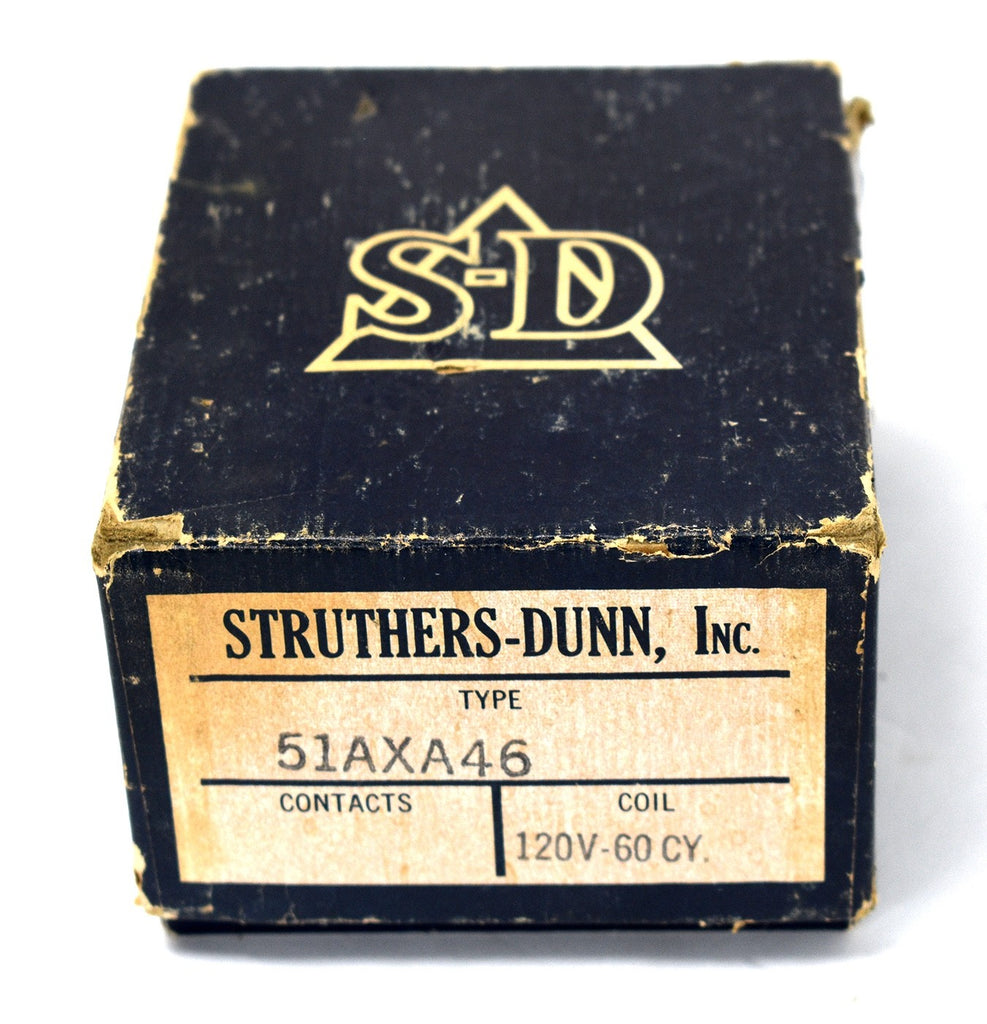 S-D
STRUTHERS-DUNN, INC.
TYPE
51AXA46
CONTACTS
COIL
120V-60 CY.